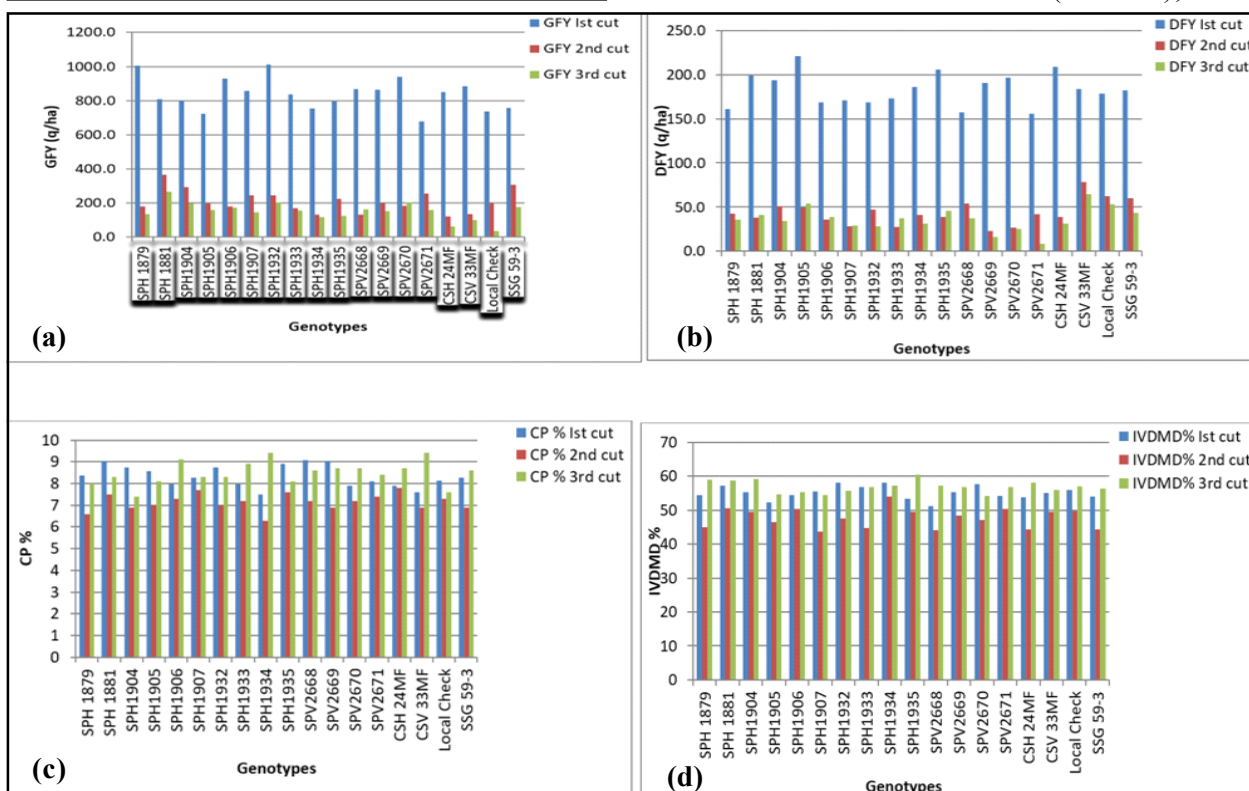 GFY Ist cut
GFY 2nd cut
GFY 3rd cut
1200.0
1000.0
800.0
600.0
400.0
200.0
0.0
GFY (q/ha)
SPH 1879
SPH 1881
SPH1904
SPH1905
SPH1906
SPH1907
SPH1932
SPH1933
SPH1934
SPH1935
SPV2668
SPV2669
SPV2670
SPV2671
CSH 24MF
CSV 33MF
Local Check
SSG 59-3
Genotypes
(a)
DFY Ist cut
DFY 2nd cut
DFY 3rd cut
250.0
200.0
150.0
100.0
50.0
0.0
DFY (q/ha)
SPH 1879
SPH 1881
SPH1904
SPH1905
SPH1906
SPH1907
SPH1932
SPH1933
SPH1934
SPH1935
SPV2668
SPV2669
SPV2670
SPV2671
CSH 24MF
CSV 33MF
Local Check
SSG 59-3
Genotypes
(b)
CP % Ist cut
CP % 2nd cut
CP % 3rd cut
10
9
8
7
6
5
4
3
2
1
0
CP %
SPH 1879
SPH 1881
SPH1904
SPH1905
SPH1906
SPH1907
SPH1932
SPH1933
SPH1934
SPH1935
SPV2668
SPV2669
SPV2670
SPV2671
CSH 24MF
CSV 33MF
Local Check
SSG 59-3
Genotypes
(c)
IVDMD% Ist cut
IVDMD% 2nd cut
IVDMD% 3rd cut
70
60
50
40
30
20
10
0
IVDMD %
SPH 1879
SPH 1881
SPH1904
SPH1905
SPH1906
SPH1907
SPH1932
SPH1933
SPH1934
SPH1935
SPV2668
SPV2669
SPV2670
SPV2671
CSH 24MF
CSV 33MF
Local Check
SSG 59-3
Genotypes
(d)